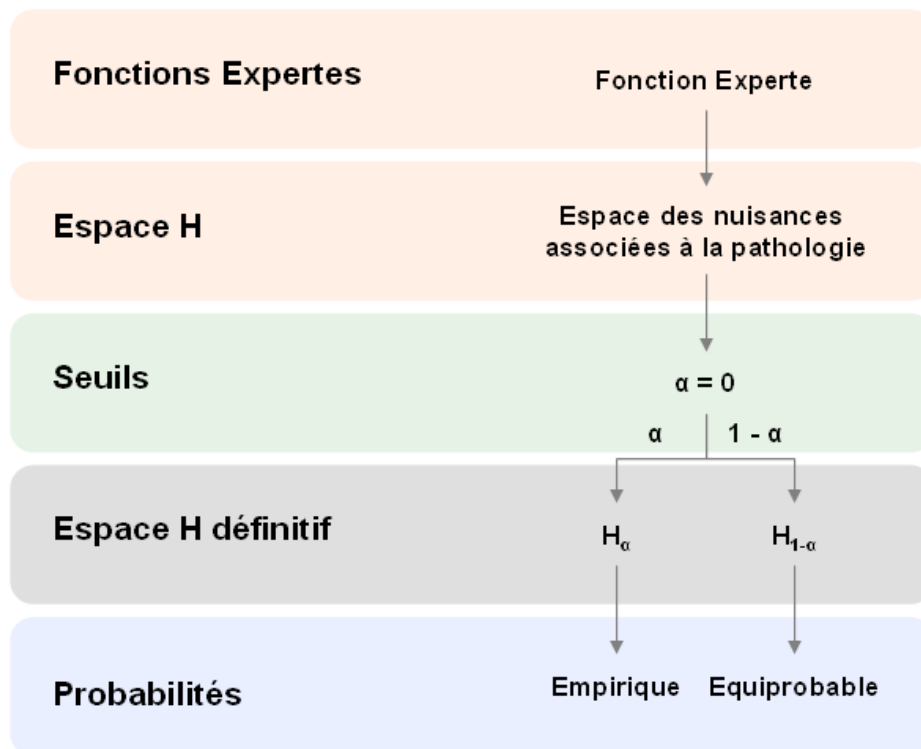 Fonctions Expertes
Fonction Experte
Espace H
Espace des nuisances
associées à la pathologie
Seuils
α = 0
α 1 - α
Espace H définitif
Hα H1-α
Probabilités
Empirique Equiprobable